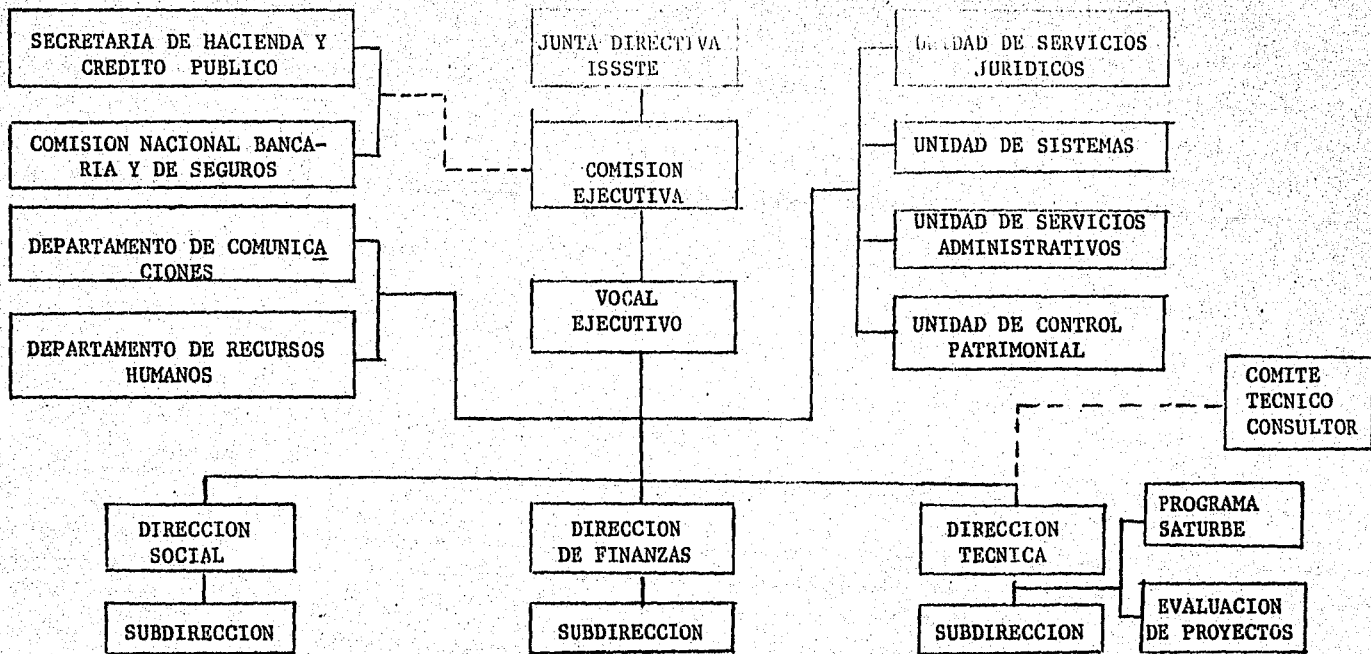 SECRETARIA DE HACIENDA Y
CREDITO PUBLICO
JUNTA DIRECTIVA
ISSSTE
UNIDAD DE SERVICIOS
JURIDICOS
COMISION NACIONAL BANCA-
RIA Y DE SEGUROS
COMISION
EJECUTIVA
UNIDAD DE SISTEMAS
DEPARTAMENTO DE COMUNICA
CIONES
UNIDAD DE SERVICIOS
ADMINISTRATIVOS
VOCAL
EJECUTIVO
DEPARTAMENTO DE RECURSOS
HUMANOS
UNIDAD DE CONTROL
PATRIMONIAL
COMITE
TECNICO
CONSULTOR
DIRECCION
SOCIAL
DIRECCION
DE FINANZAS
DIRECCION
TECNICA
PROGRAMA
SATURBE
SUBDIRECCION
SUBDIRECCION
SUBDIRECCION
EVALUACION
DE PROYECTOS